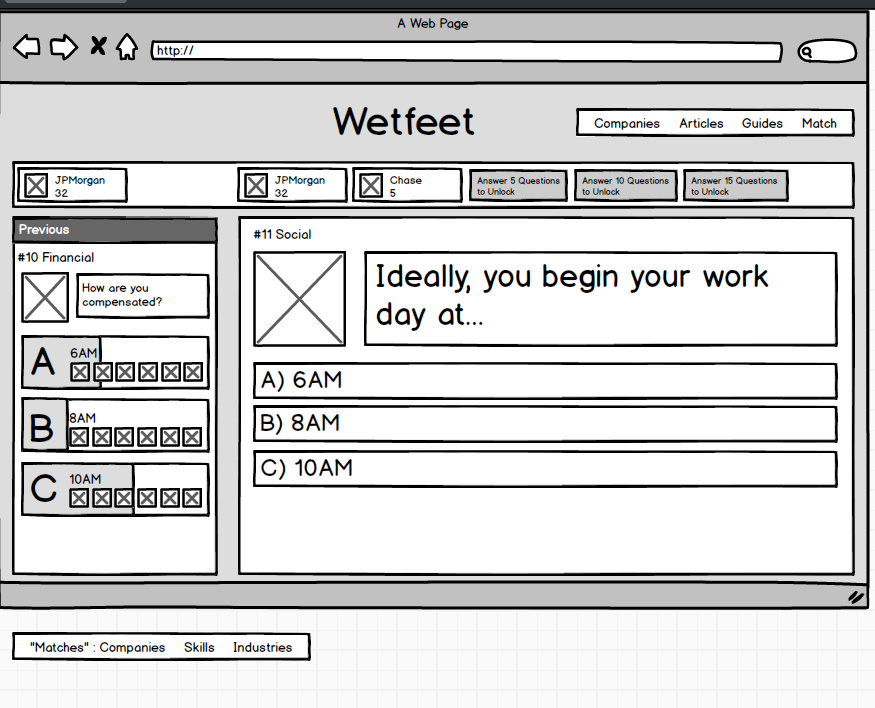 A Web Page
http://
Wetfeet
Companies Articles Guides Match
JPMorgan
32
JPMorgan
32
Chase
5
Answer 5 Questions
to Unlock
Answer 10 Questions
to Unlock
Answer 15 Questions
to Unlock
Previous
#10 Financial
How are you
compensated?
A
6AM
B
8AM
C
10AM
#11 Social
Ideally, you begin your work
day at...
A) 6AM
B) 8AM
C) 10AM
"Matches" : Companies Skills Industries